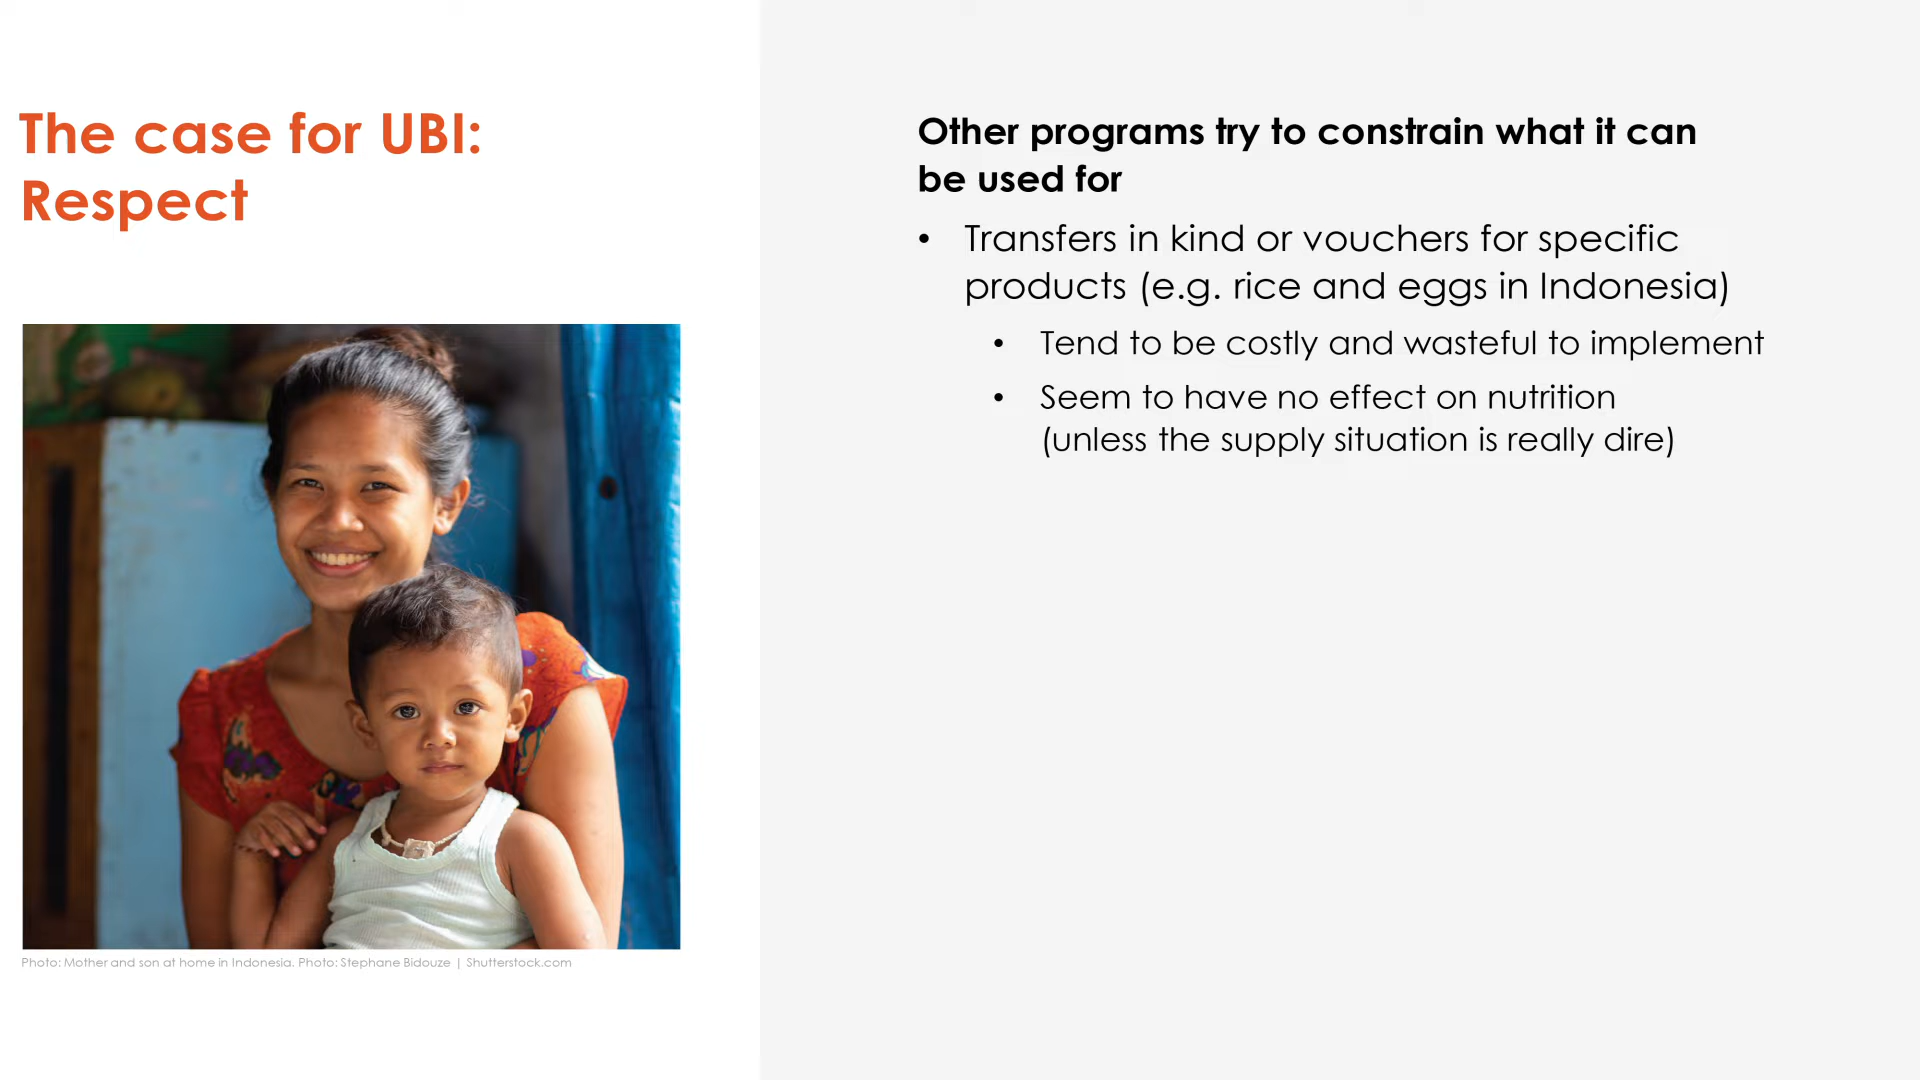 The case for UBI:
Respect
Photo: Mother and son at home in Indonesia. Photo: Stephane Bidouze | Shutterstock.com
Other programs try to constrain what it can
be used for
• Transfers in kind or vouchers for specific
products (e.g. rice and eggs in Indonesia)
• Tend to be costly and wasteful to implement
• Seem to have no effect on nutrition
(unless the supply situation is really dire)